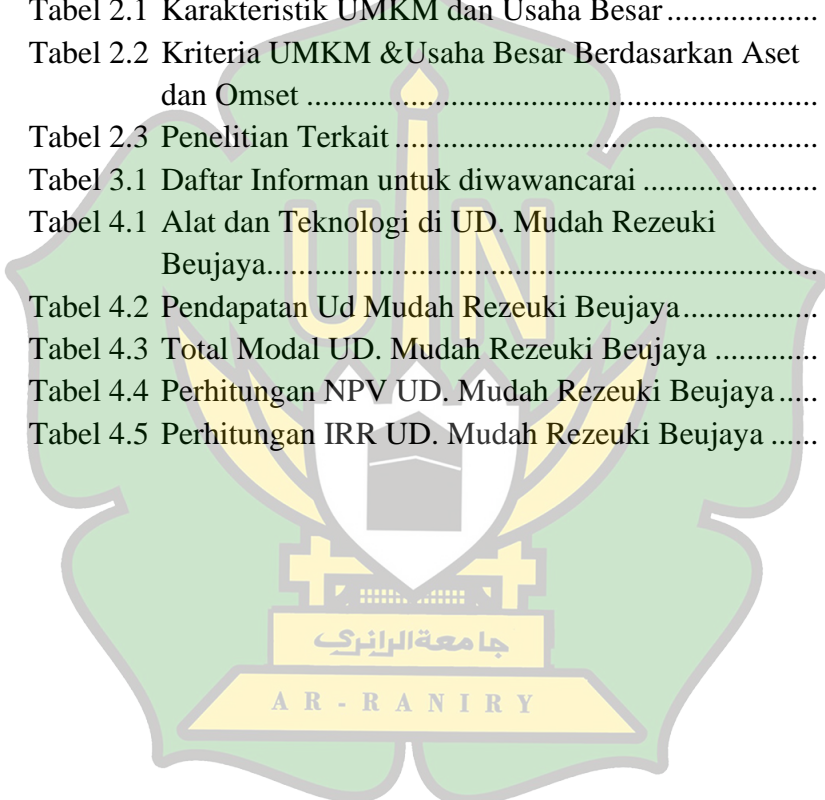 Tabel 2.1 Karakteristik UMKM dan Usaha Besar ...................
Tabel 2.2 Kriteria UMKM &Usaha Besar Berdasarkan Aset
dan Omset ................................................................
Tabel 2.3 Penelitian Terkait .....................................................
Tabel 3.1 Daftar Informan untuk diwawancarai ......................
Tabel 4.1 Alat dan Teknologi di UD. Mudah Rezeuki
Beujaya.....................................................................
Tabel 4.2 Pendapatan Ud Mudah Rezeuki Beujaya.................
Tabel 4.3 Total Modal UD. Mudah Rezeuki Beujaya .............
Tabel 4.4 Perhitungan NPV UD. Mudah Rezeuki Beujaya .....
Tabel 4.5 Perhitungan IRR UD. Mudah Rezeuki Beujaya ......
UIN
جامعة الرانري
AR-RANIRY